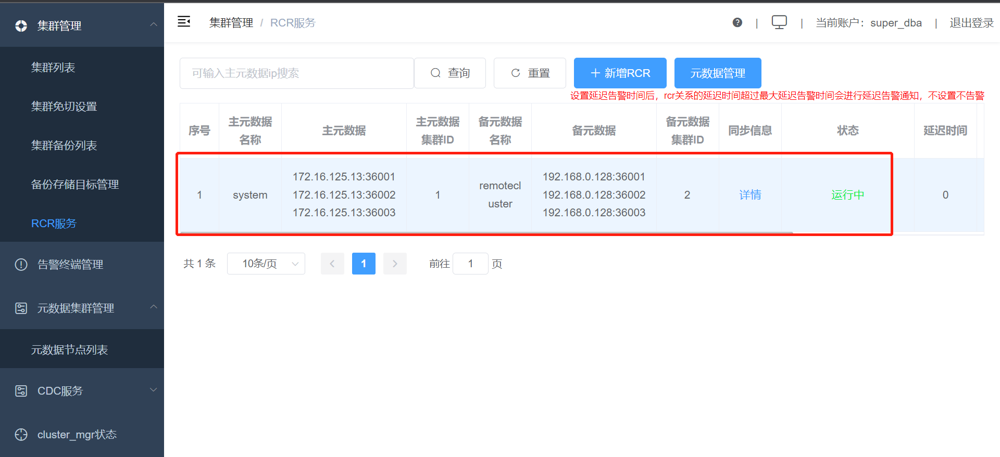 集群管理
集群列表
集群免切设置
集群备份列表
备份存储目标管理
RCR服务
告警终端管理
元数据集群管理
元数据节点列表
CDC服务
cluster_mgr状态
集群管理 / RCR服务
? | | 当前账户：super_dba | 退出登录
可输入主元数据ip搜索 查询 重置 + 新增RCR 元数据管理
设置延迟告警时间后，rcr关系的延迟时间超过最大延迟告警时间会进行延迟告警通知，不设置不告警
序号
主元数据
名称
主元数据
主元数据
集群ID
备元数据
名称
备元数据
备元数据
集群ID
同步信息
状态
延迟时间
1
system
172.16.125.13:36001
172.16.125.13:36002
172.16.125.13:36003
1
remotecl
uster
192.168.0.128:36001
192.168.0.128:36002
192.168.0.128:36003
2
详情
运行中
0
共 1 条 10条/页 1 前往 1 页